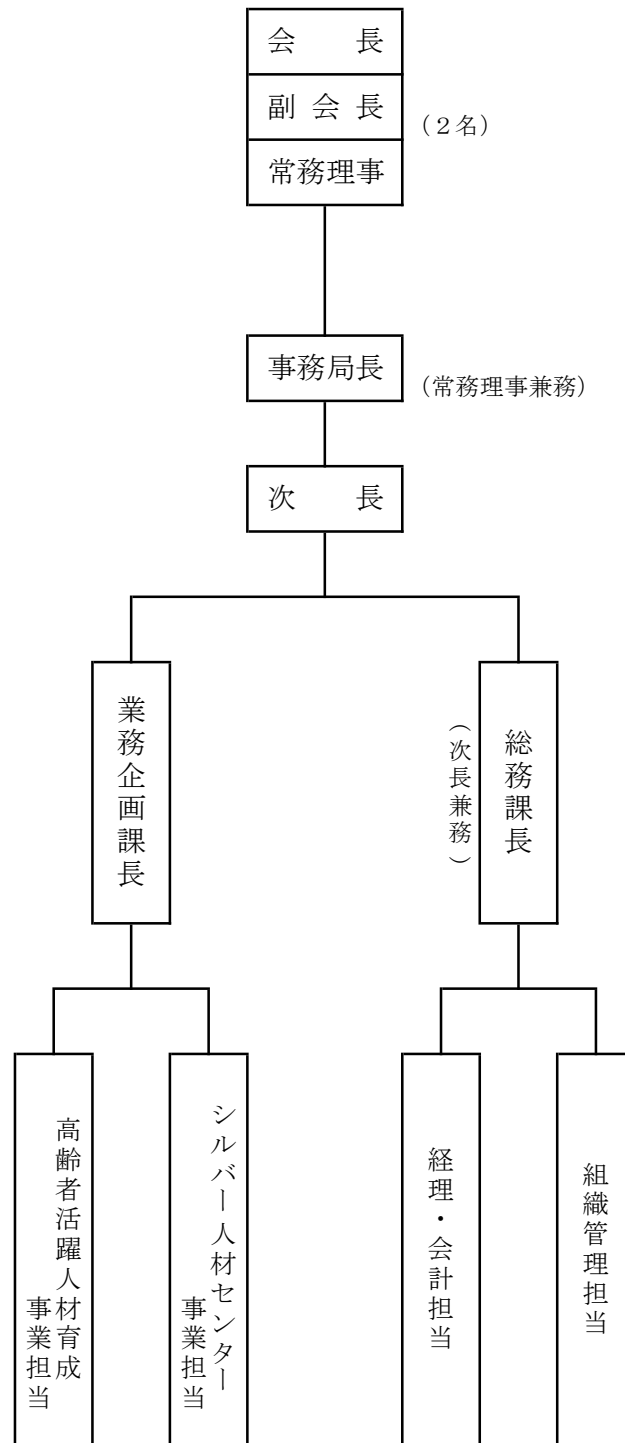 会　　長
副 会 長
（２名）
常務理事
事務局長
（常務理事兼務）
次　　長
業務企画課長
総務課長
（次長兼務）
高齢者活躍人材育成
事業担当
シルバー人材センター
事業担当
経理・会計担当
組織管理担当